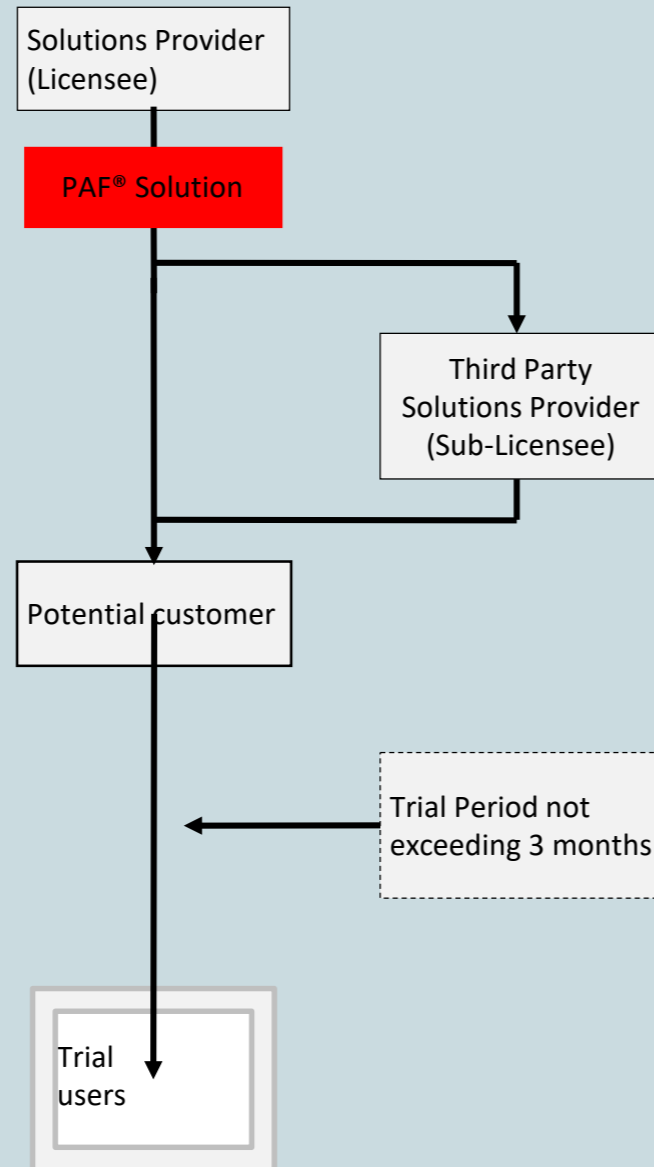 Solutions Provider
(Licensee)
PAF® Solution
Third Party
Solutions Provider
(Sub-Licensee)
Potential customer
Trial Period not
exceeding 3 months
Trial
users